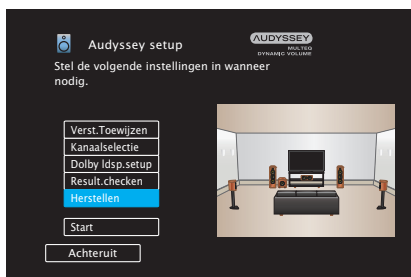 Audyssey setup
AUDYSSEY
MULTEQ
DYNAMIC VOLUME
Stel de volgende instellingen in wanneer
nodig.
Verst.Toewijzen
Kanaalselectie
Dolby ldsp.setup
Result.checken
Herstellen
Start
Achteruit